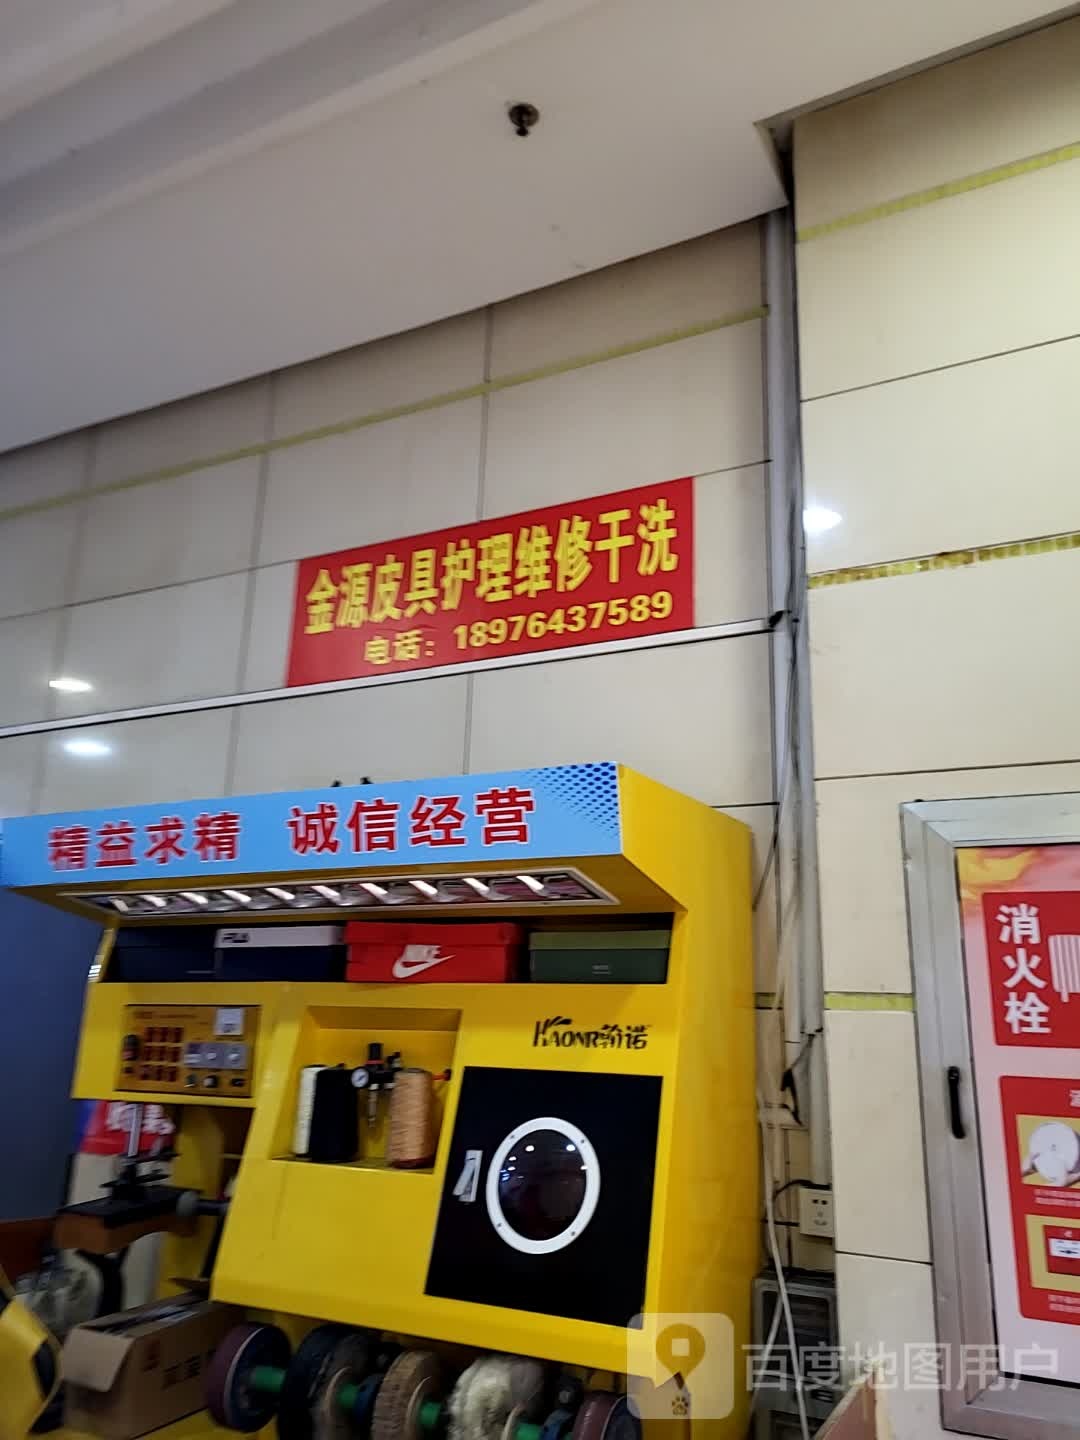 金源皮具护理维修干洗
电话：18976437589
精益求精 诚信经营
FILA
NIKE
HAONR翰诺
消火栓
百度地图用户